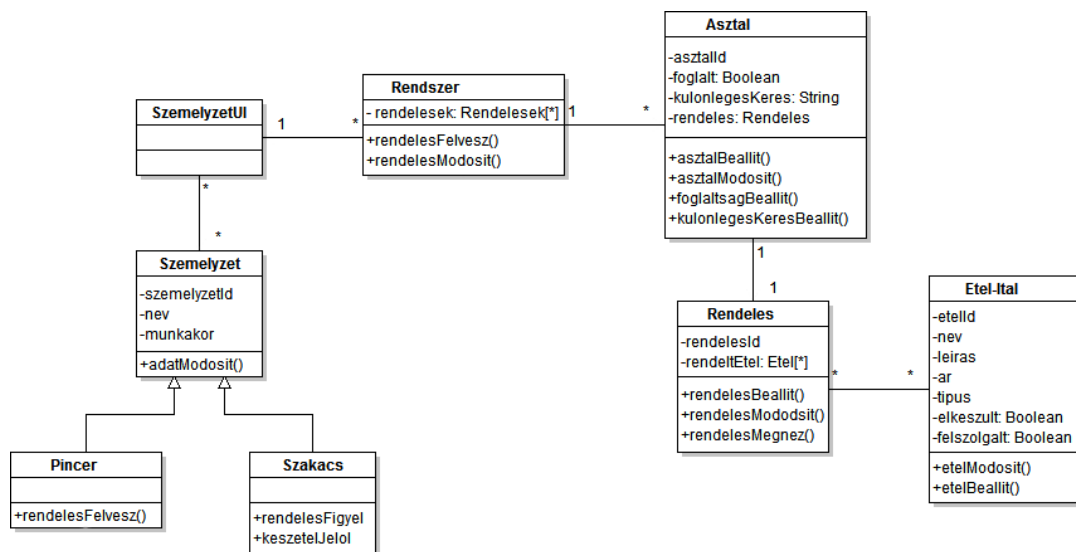 SzemelyzetUI
1
*
Rendszer
- rendelesek: Rendelesek[*]
+rendelesFelvesz()
+rendelesModosit()
1
*
Asztal
-asztalId
-foglalt: Boolean
-kulonlegesKeres: String
-rendeles: Rendeles
+asztalBeallit()
+asztalModosit()
+foglaltsagBeallit()
+kulonlegesKeresBeallit()
*
*
Szemelyzet
-szemelyzetId
-nev
-munkakor
+adatModosit()
1
1
Rendeles
-rendelesId
-rendeltEtel: Etel[*]
+rendelesBeallit()
+rendelesMododsit()
+rendelesMegnez()
*
*
Etel-Ital
-etelId
-nev
-leiras
-ar
-tipus
-elkeszult: Boolean
-felszolgalt: Boolean
+etelModosit()
+etelBeallit()
Pincer
+rendelesFelvesz()
Szakacs
+rendelesFigyel
+keszetelJelol